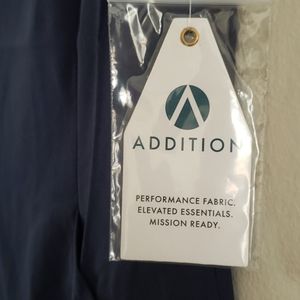 ADDITION
PERFORMANCE FABRIC.
ELEVATED ESSENTIALS.
MISSION READY.